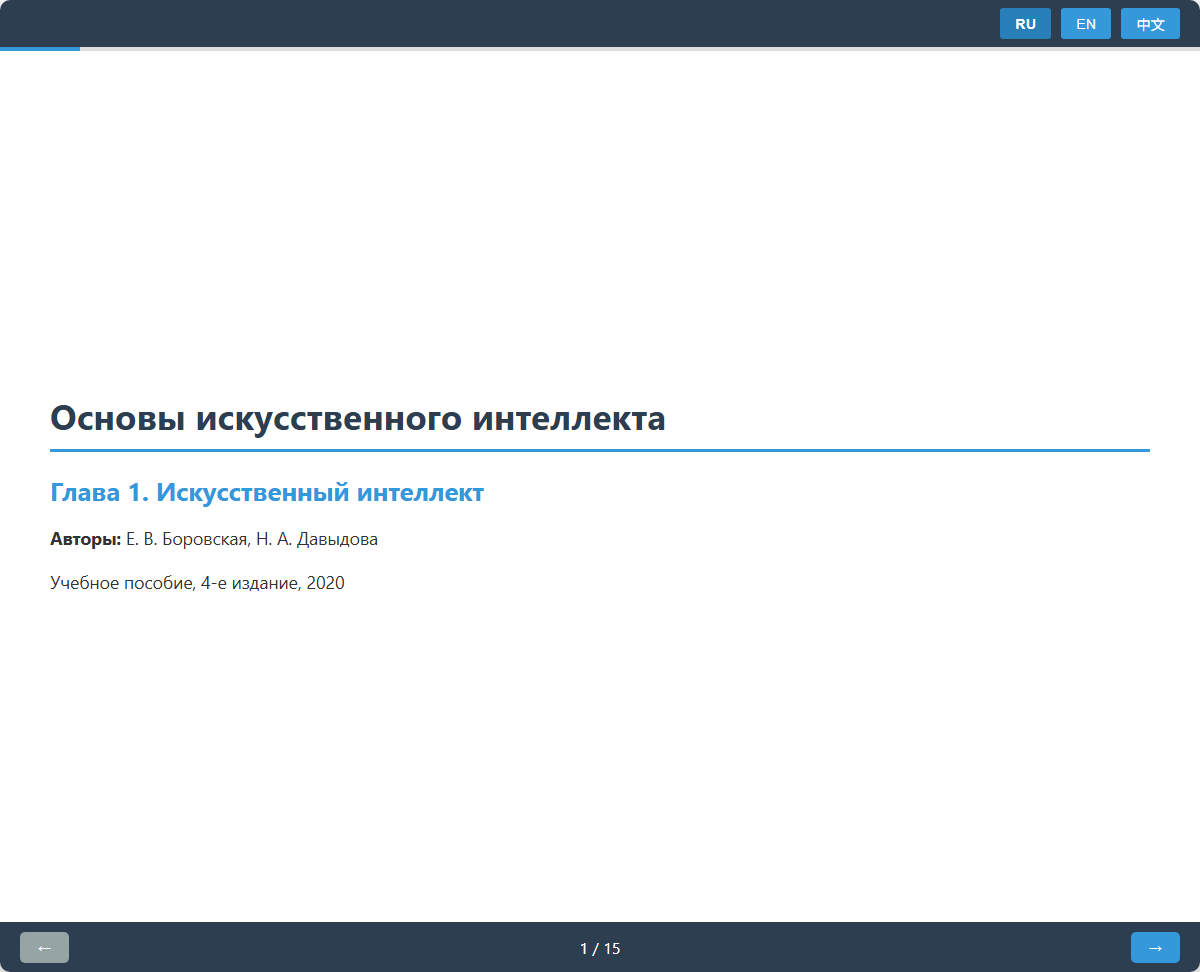 RU EN 中文
Основы искусственного интеллекта
Глава 1. Искусственный интеллект
Авторы: Е. В. Боровская, Н. А. Давыдова
Учебное пособие, 4-е издание, 2020
← 1 / 15 →